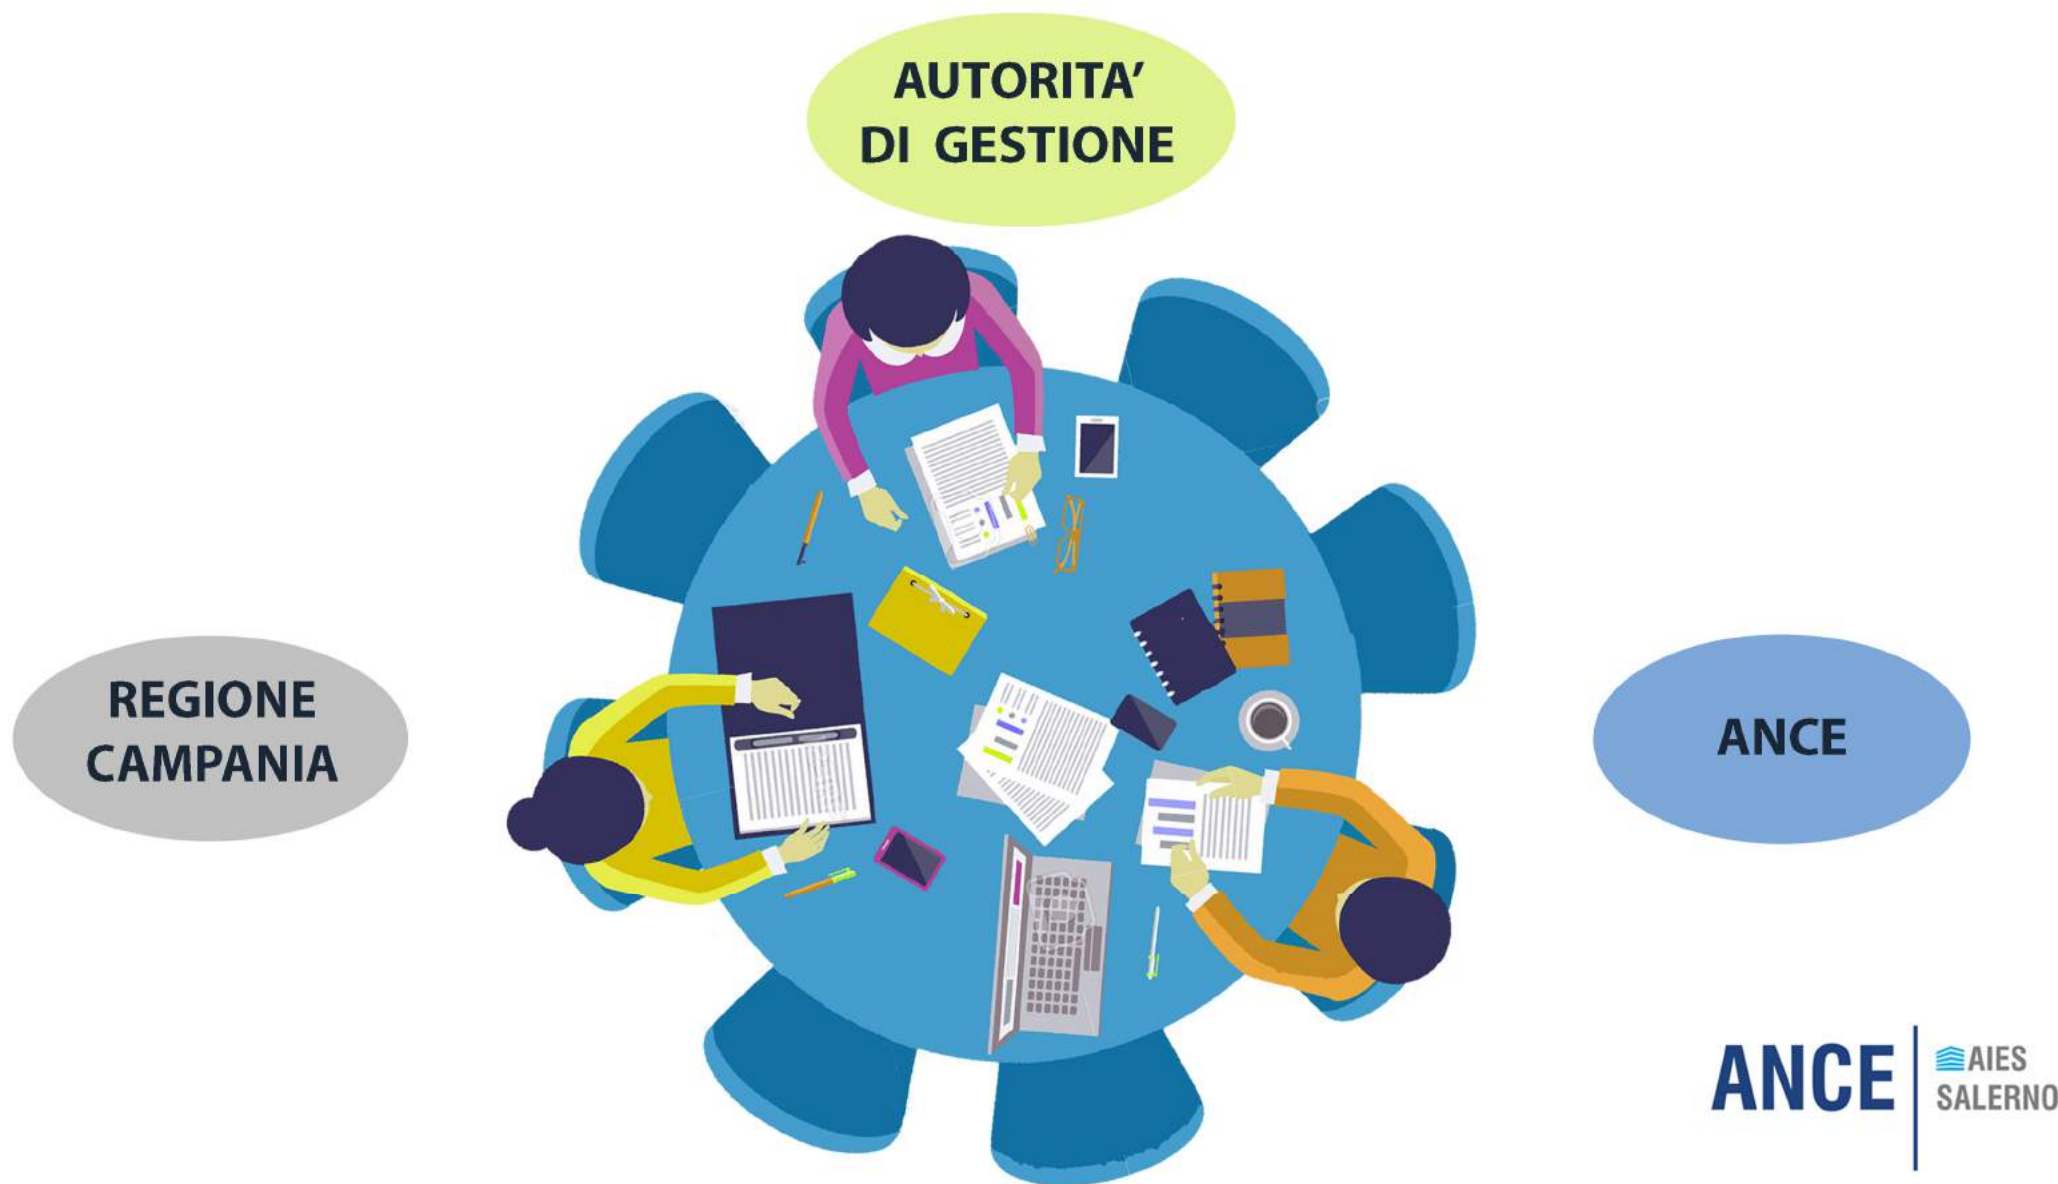 AUTORITA’
DI GESTIONE
REGIONE
CAMPANIA
ANCE
ANCE
AIES
SALERNO